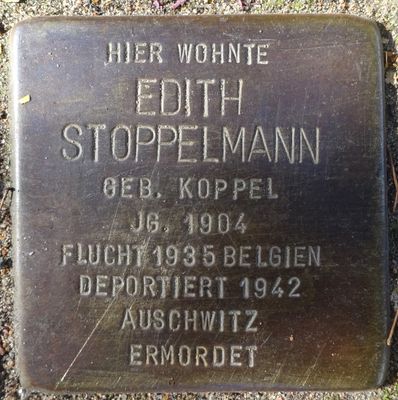 HIER WOHNTE
EDITH
STOPPELMANN
GEB. KOPPEL
JG. 1904
FLUCHT 1935 BELGIEN
DEPORTIERT 1942
AUSCHWITZ
ERMORDET